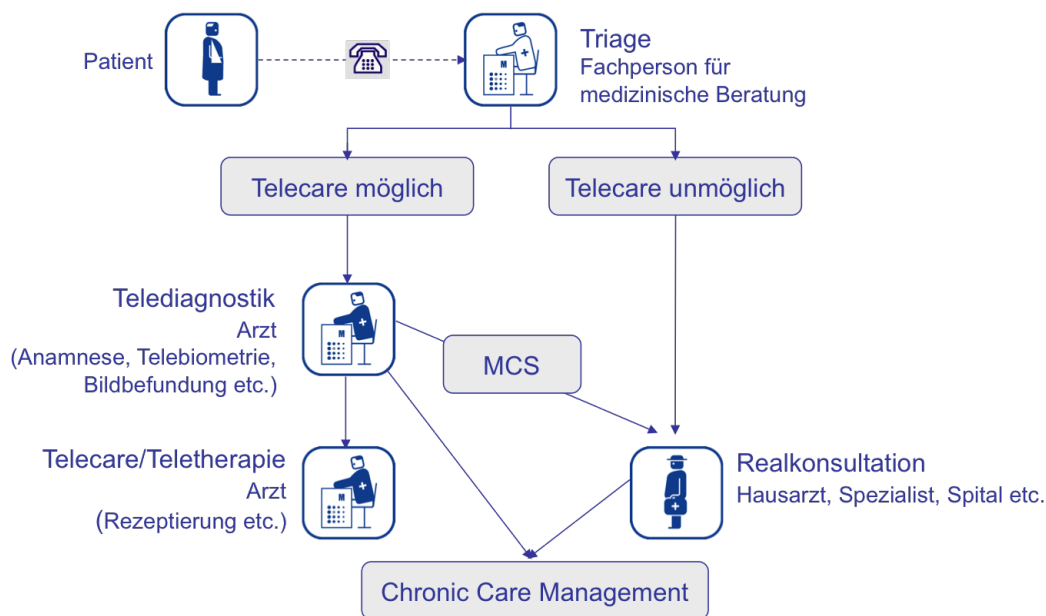 Patient
Triage
Fachperson für
medizinische Beratung
M
Telecare möglich
Telecare unmöglich
Telediagnostik
Arzt
(Anamnese, Telebiometrie,
Bildbefundung etc.)
M
MCS
Telecare/Teletherapie
Arzt
(Rezeptierung etc.)
M
Realkonsultation
Hausarzt, Spezialist, Spital etc.
Chronic Care Management